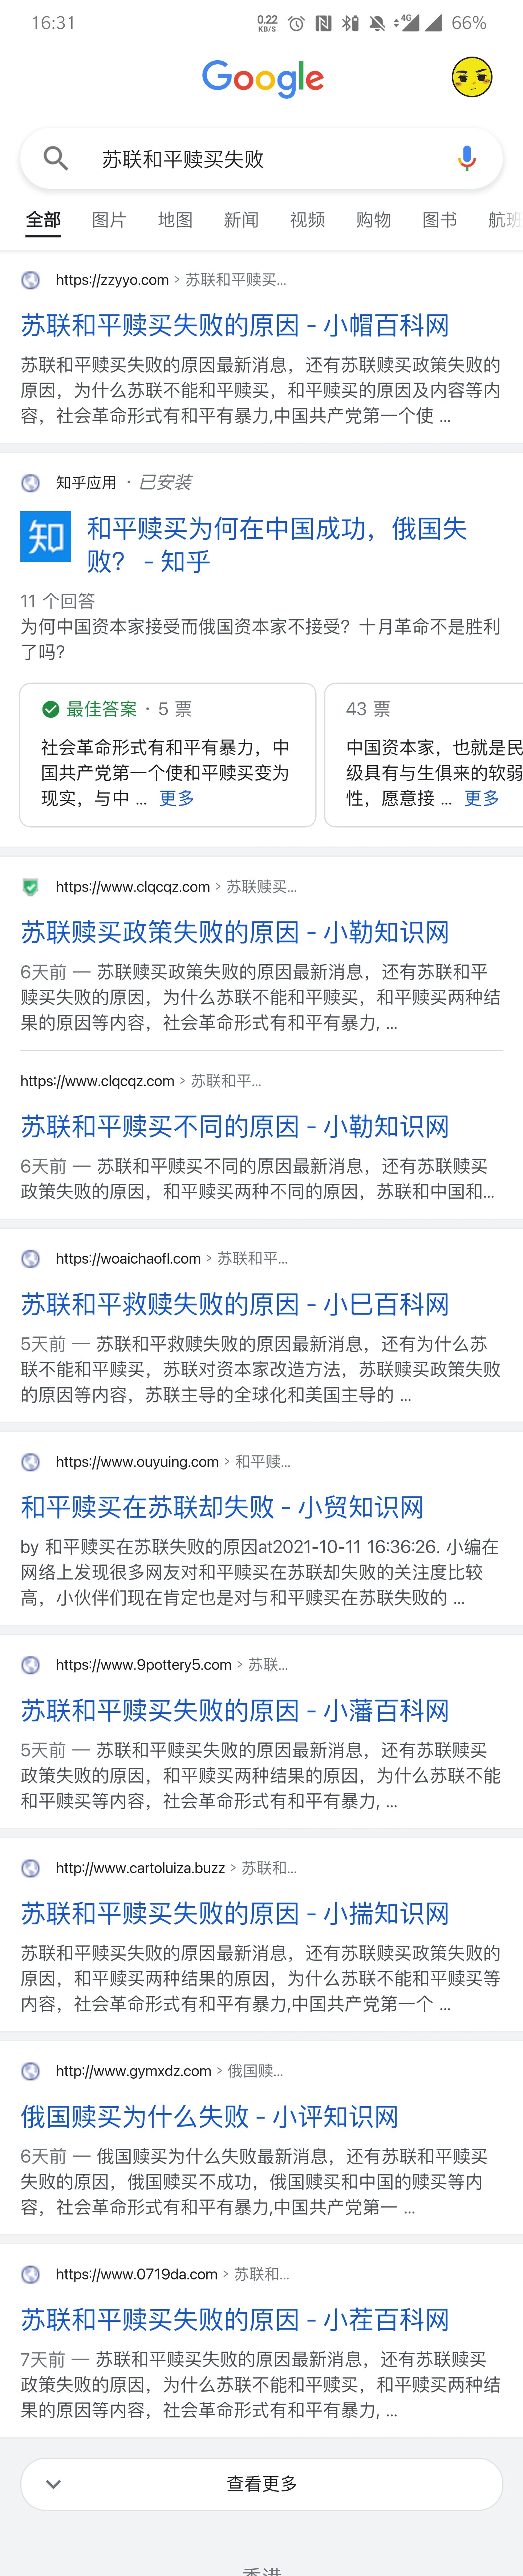 16:31
0.22
KB/S
4G
66%
Google
苏联和平赎买失败
全部 图片 地图 新闻 视频 购物 图书 航班
https://zzyyo.com › 苏联和平赎买...
苏联和平赎买失败的原因 - 小帽百科网
苏联和平赎买失败的原因最新消息，还有苏联赎买政策失败的
原因，为什么苏联不能和平赎买，和平赎买的原因及内容等内
容，社会革命形式有和平有暴力,中国共产党第一个使 ...
知乎应用 · 已安装
知
和平赎买为何在中国成功，俄国失
败？ - 知乎
11 个回答
为何中国资本家接受而俄国资本家不接受？十月革命不是胜利
了吗？
最佳答案 · 5 票
社会革命形式有和平有暴力，中
国共产党第一个使和平赎买变为
现实，与中 ... 更多
43 票
中国资本家，也就是民
级具有与生俱来的软弱
性，愿意接 ... 更多
https://www.clqcqz.com › 苏联赎买...
苏联赎买政策失败的原因 - 小勒知识网
6天前 — 苏联赎买政策失败的原因最新消息，还有苏联和平
赎买失败的原因，为什么苏联不能和平赎买，和平赎买两种结
果的原因等内容，社会革命形式有和平有暴力, ...
https://www.clqcqz.com › 苏联和平...
苏联和平赎买不同的原因 - 小勒知识网
6天前 — 苏联和平赎买不同的原因最新消息，还有苏联赎买
政策失败的原因，和平赎买两种不同的原因，苏联和中国和...
https://woaichaofl.com › 苏联和平...
苏联和平救赎失败的原因 - 小巳百科网
5天前 — 苏联和平救赎失败的原因最新消息，还有为什么苏
联不能和平赎买，苏联对资本家改造方法，苏联赎买政策失败
的原因等内容，苏联主导的全球化和美国主导的 ...
https://www.ouyuing.com › 和平赎...
和平赎买在苏联却失败 - 小贸知识网
by 和平赎买在苏联失败的原因at2021-10-11 16:36:26. 小编在
网络上发现很多网友对和平赎买在苏联却失败的关注度比较
高，小伙伴们现在肯定也是对与和平赎买在苏联失败的 ...
https://www.9pottery5.com › 苏联...
苏联和平赎买失败的原因 - 小藩百科网
5天前 — 苏联和平赎买失败的原因最新消息，还有苏联赎买
政策失败的原因，和平赎买两种结果的原因，为什么苏联不能
和平赎买等内容，社会革命形式有和平有暴力, ...
http://www.cartoluiza.buzz › 苏联和...
苏联和平赎买失败的原因 - 小揣知识网
苏联和平赎买失败的原因最新消息，还有苏联赎买政策失败的
原因，和平赎买两种结果的原因，为什么苏联不能和平赎买等
内容，社会革命形式有和平有暴力,中国共产党第一个 ...
http://www.gymxdz.com › 俄国赎...
俄国赎买为什么失败 - 小评知识网
6天前 — 俄国赎买为什么失败最新消息，还有苏联和平赎买
失败的原因，俄国赎买不成功，俄国赎买和中国的赎买等内
容，社会革命形式有和平有暴力,中国共产党第一 ...
https://www.0719da.com › 苏联和...
苏联和平赎买失败的原因 - 小茬百科网
7天前 — 苏联和平赎买失败的原因最新消息，还有苏联赎买
政策失败的原因，为什么苏联不能和平赎买，和平赎买两种结
果的原因等内容，社会革命形式有和平有暴力, ...
查看更多
香港